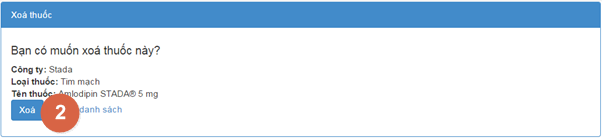 Xoá thuốc
Bạn có muốn xoá thuốc này?
Công ty: Stada
Loại thuốc: Tim mạch
Tên thuốc: Amlodipin STADA® 5 mg
Xoá 2 danh sách